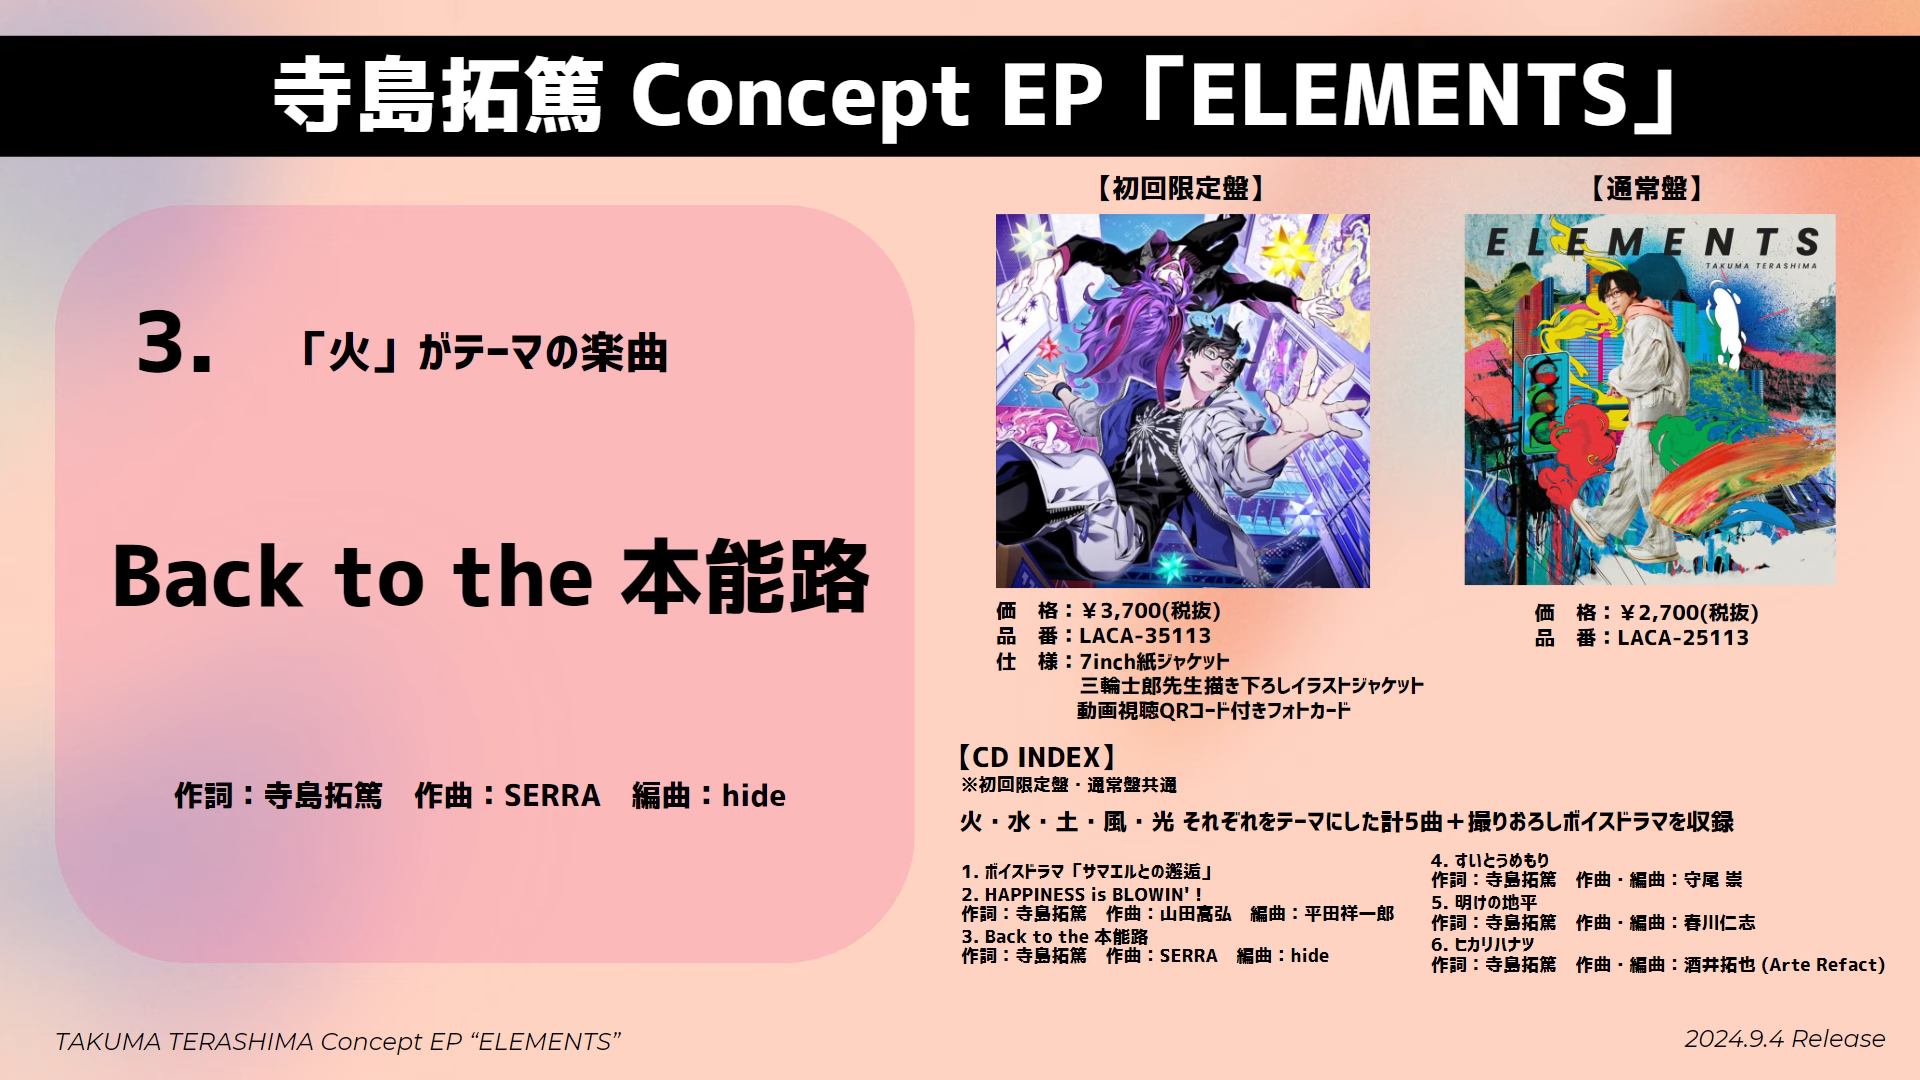 寺島拓篤 Concept EP「ELEMENTS」
3. 「火」がテーマの楽曲
Back to the 本能路
作詞：寺島拓篤　作曲：SERRA　編曲：hide
【初回限定盤】
価　格：￥3,700(税抜)
品　番：LACA-35113
仕　様：7inch紙ジャケット
三輪士郎先生描き下ろしイラストジャケット
動画視聴QRコード付きフォトカード
【通常盤】
ELEMENTS
TAKUMA TERASHIMA
価　格：￥2,700(税抜)
品　番：LACA-25113
【CD INDEX】
※初回限定盤・通常盤共通
火・水・土・風・光 それぞれをテーマにした計5曲＋撮りおろしボイスドラマを収録
1. ボイスドラマ「サマエルとの邂逅」
2. HAPPINESS is BLOWIN'！
作詞：寺島拓篤　作曲：山田高弘　編曲：平田祥一郎
3. Back to the 本能路
作詞：寺島拓篤　作曲：SERRA　編曲：hide
4. すいとうめもり
作詞：寺島拓篤　作曲・編曲：守尾 崇
5. 明けの地平
作詞：寺島拓篤　作曲・編曲：春川仁志
6. ヒカリハナツ
作詞：寺島拓篤　作曲・編曲：酒井拓也 (Arte Refact)
TAKUMA TERASHIMA Concept EP “ELEMENTS”
2024.9.4 Release